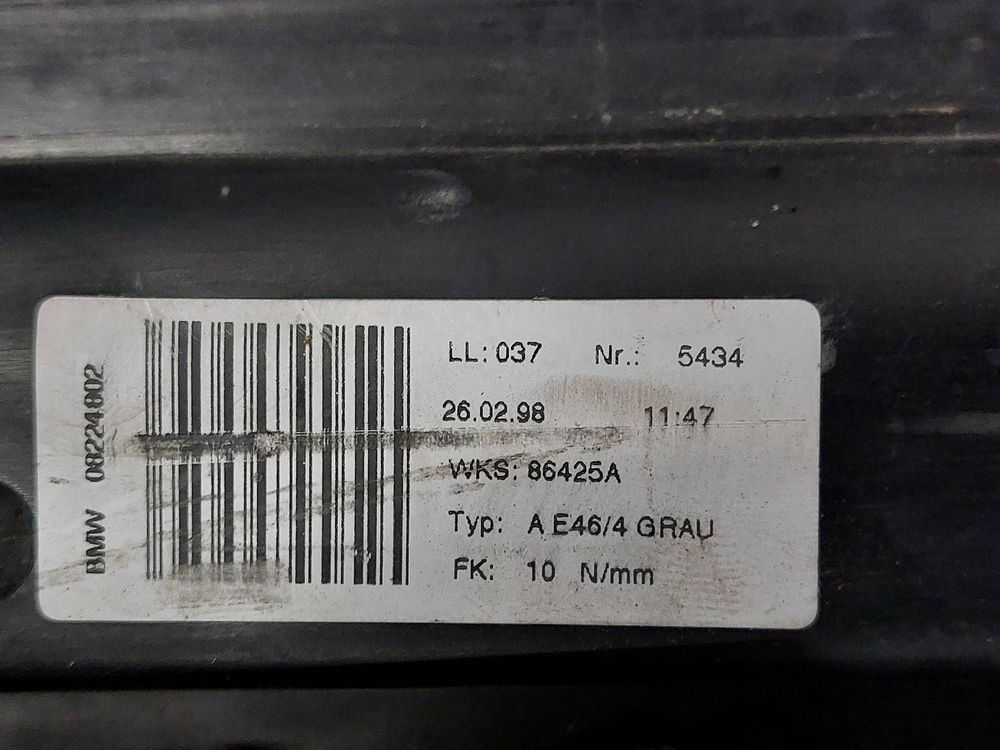 BMW 08224802
LL: 037 Nr.: 5434
26.02.98 11:47
WKS: 86425A
Typ: A E46/4 GRAU
FK: 10 N/mm